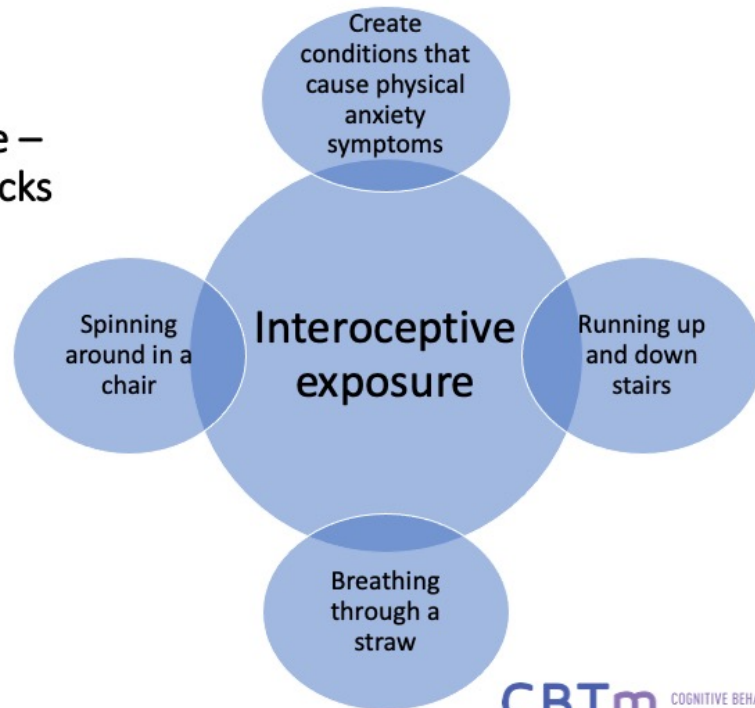 Create
conditions that
cause physical
anxiety
symptoms
e –
cks
Spinning
around in a
chair
Interoceptive
exposure
Running up
and down
stairs
Breathing
through a
straw
CBTm COGNITIVE BEHA